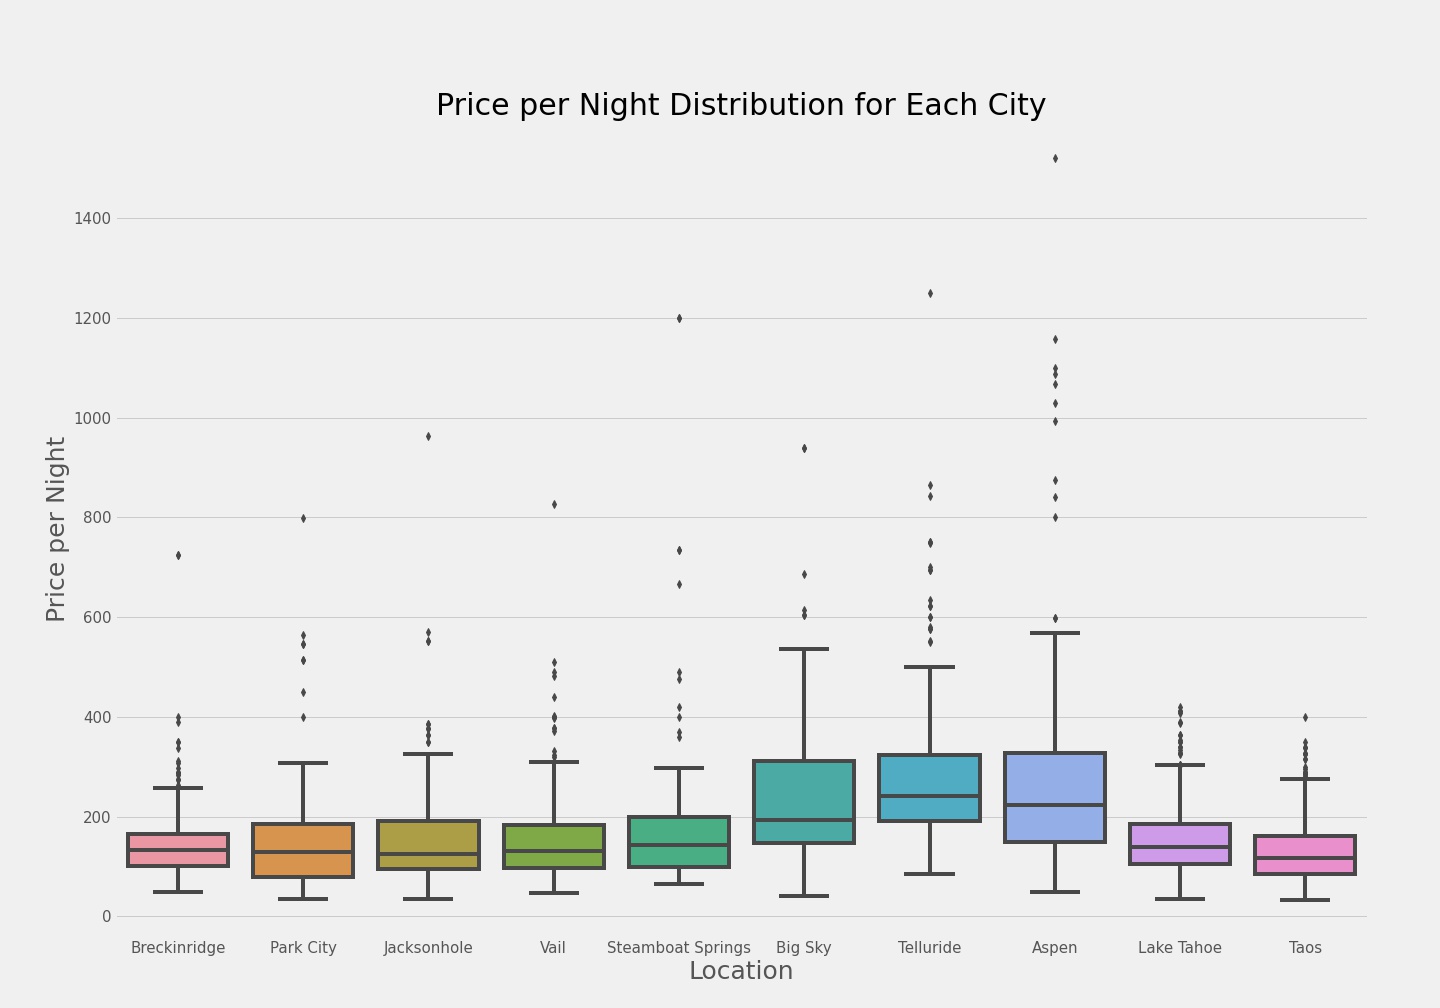 Price per Night Distribution for Each City
1400
1200
1000
800
600
400
200
0
Price per Night
Breckinridge Park City Jacksonhole Vail Steamboat Springs Big Sky Telluride Aspen Lake Tahoe Taos
Location